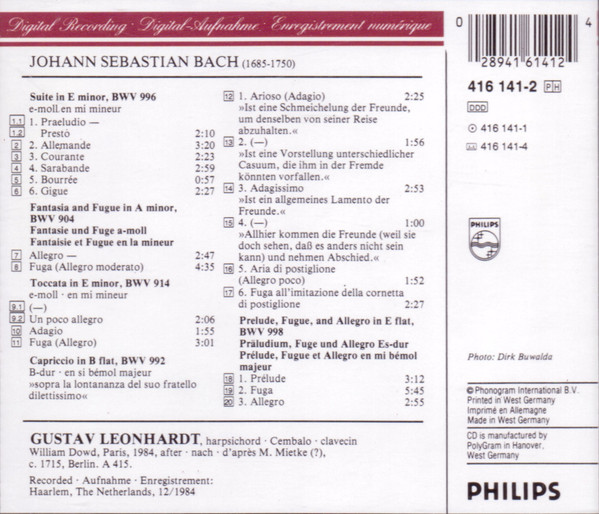 Digital Recording · Digital-Aufnahme · Enregistrement numérique
JOHANN SEBASTIAN BACH (1685-1750)
Suite in E minor, BWV 996
e-moll en mi mineur
1.1 1. Praeludio —
1.2 Presto 2:10
2 2. Allemande 3:20
3 3. Courante 2:23
4 4. Sarabande 2:59
5 5. Bourrée 0:57
6 6. Gigue 2:27
Fantasia and Fugue in A minor,
BWV 904
Fantasie und Fuge a-moll
Fantaisie et Fugue en la mineur
7 Allegro — 2:47
8 Fuga (Allegro moderato) 4:35
Toccata in E minor, BWV 914
e-moll · en mi mineur
9.1 (—)
9.2 Un poco allegro 2:06
10 Adagio 1:55
11 Fuga (Allegro) 3:01
Capriccio in B flat, BWV 992
B-dur · en si bémol majeur
»sopra la lontananza del suo fratello
dilettissimo«
12 1. Arioso (Adagio) 2:25
»Ist eine Schmeichelung der Freunde,
um denselben von seiner Reise
abzuhalten.«
13 2. (—) 1:56
»Ist eine Vorstellung unterschiedlicher
Casuum, die ihm in der Fremde
könnten vorfallen.«
14 3. Adagissimo 2:53
»Ist ein allgemeines Lamento der
Freunde.«
15 4. (—) 1:00
»Allhier kommen die Freunde (weil sie
doch sehen, daß es anders nicht sein
kann) und nehmen Abschied.«
16 5. Aria di postiglione
(Allegro poco) 1:52
17 6. Fuga all'imitazione della cornetta
di postiglione 2:27
Prelude, Fugue, and Allegro in E flat,
BWV 998
Präludium, Fuge und Allegro Es-dur
Prélude, Fugue et Allegro en mi bémol
majeur
18 1. Prélude 3:12
19 2. Fuga 5:45
20 3. Allegro 2:55
GUSTAV LEONHARDT, harpsichord · Cembalo · clavecin
William Dowd, Paris, 1984, after · nach · d'après M. Mietke (?),
c. 1715, Berlin. A 415.
Recorded · Aufnahme · Enregistrement:
Haarlem, The Netherlands, 12/1984
0 28941 61412 4
416 141-2 PH
DDD
416 141-1
416 141-4
PHILIPS
Photo: Dirk Buwalda
℗ Phonogram International B.V.
Printed in West Germany
Imprimé en Allemagne
Made in West Germany
CD is manufactured by
PolyGram in Hanover,
West Germany
PHILIPS